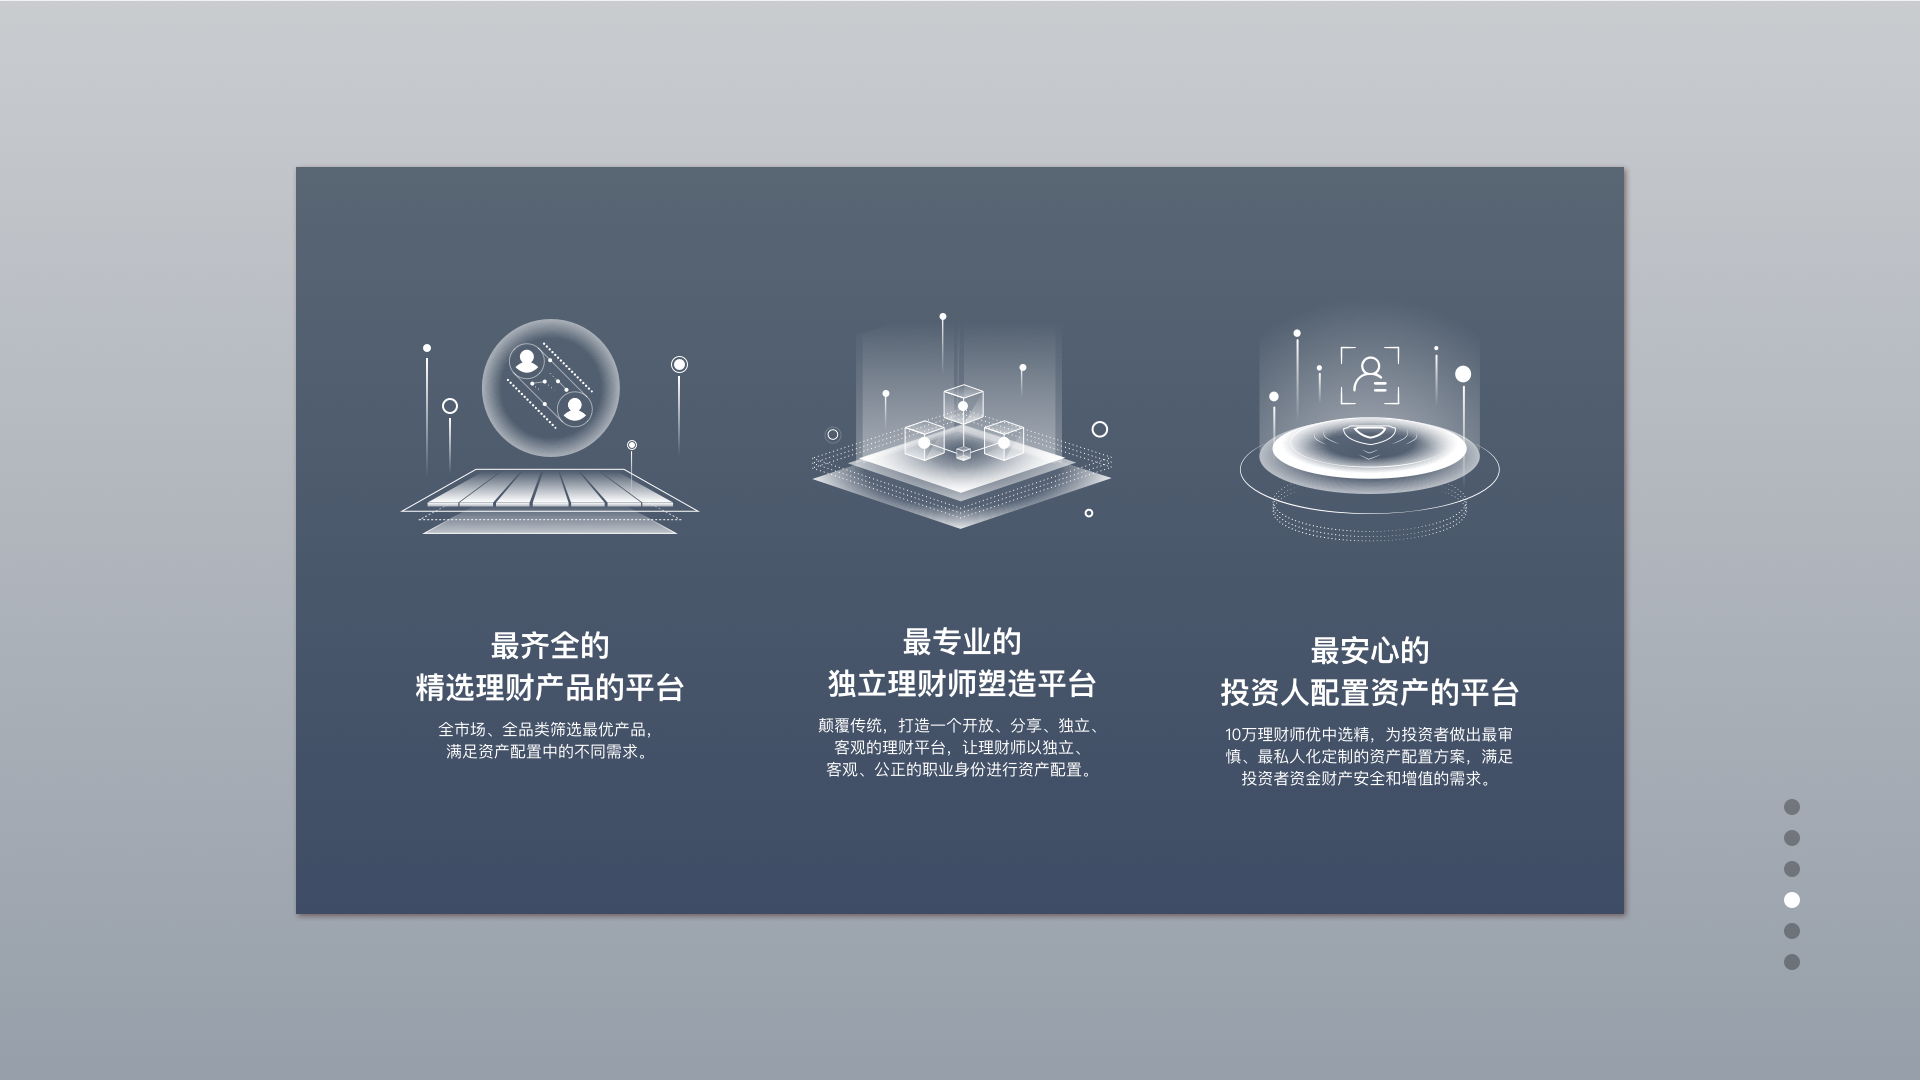 最齐全的
精选理财产品的平台
全市场、全品类筛选最优产品，
满足资产配置中的不同需求。
最专业的
独立理财师塑造平台
颠覆传统，打造一个开放、分享、独立、
客观的理财平台，让理财师以独立、
客观、公正的职业身份进行资产配置。
最安心的
投资人配置资产的平台
10万理财师优中选精，为投资者做出最审
慎、最私人化定制的资产配置方案，满足
投资者资金财产安全和增值的需求。